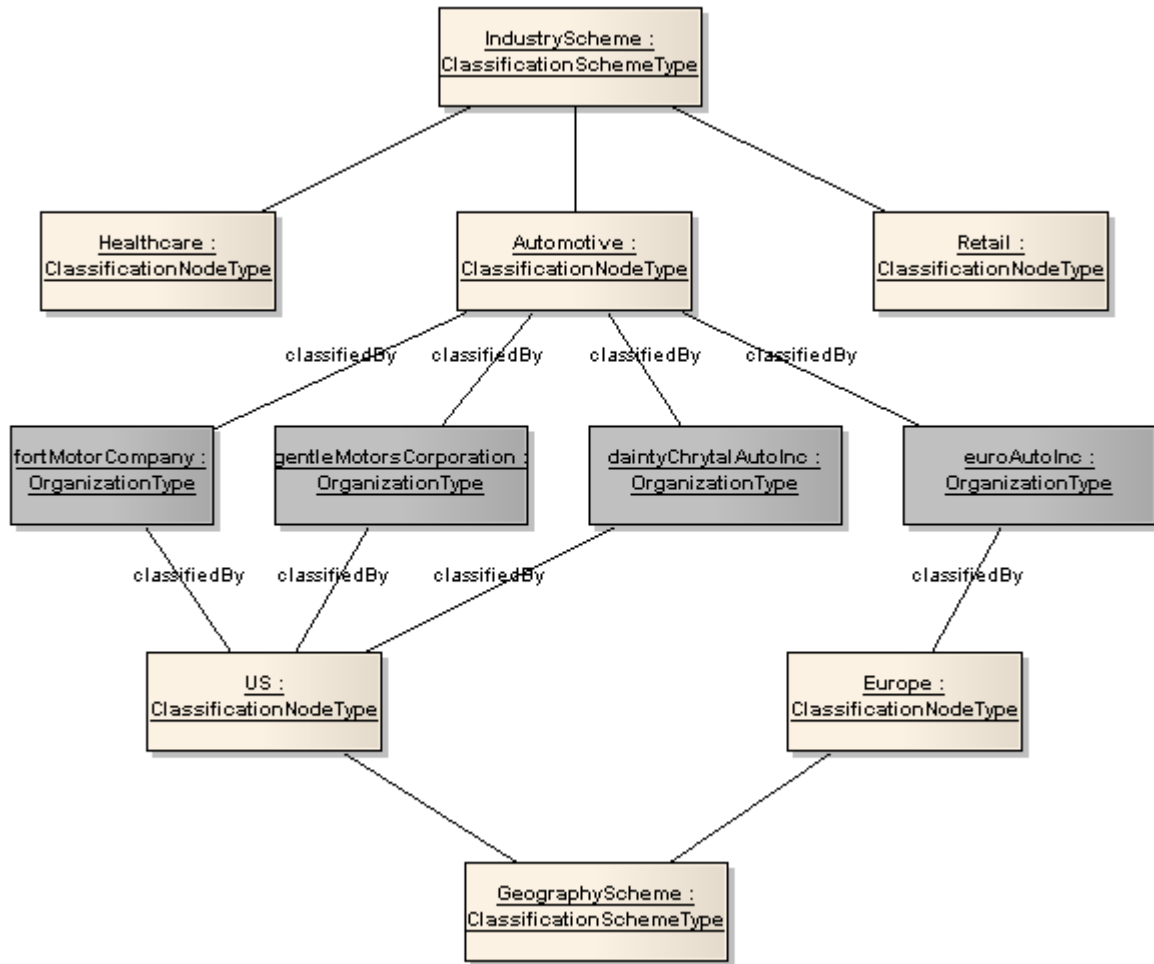 IndustryScheme :
ClassificationSchemeType
Healthcare :
ClassificationNodeType
Automotive :
ClassificationNodeType
Retail :
ClassificationNodeType
classifiedBy
classifiedBy
classifiedBy
classifiedBy
fortMotorCompany :
OrganizationType
gentleMotorsCorporation :
OrganizationType
daintyChrytalAutoInc :
OrganizationType
euroAutoInc :
OrganizationType
classifiedBy
classifiedBy
classifiedBy
classifiedBy
US :
ClassificationNodeType
Europe :
ClassificationNodeType
GeographyScheme :
ClassificationSchemeType